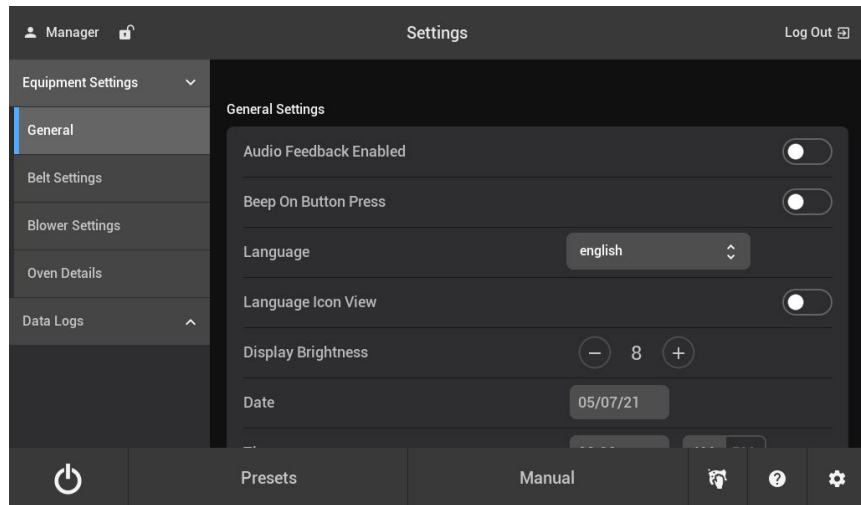 Manager
Settings
Log Out
Equipment Settings
General
Belt Settings
Blower Settings
Oven Details
Data Logs
General Settings
Audio Feedback Enabled
Beep On Button Press
Language
english
Language Icon View
Display Brightness
8
Date
05/07/21
Presets
Manual